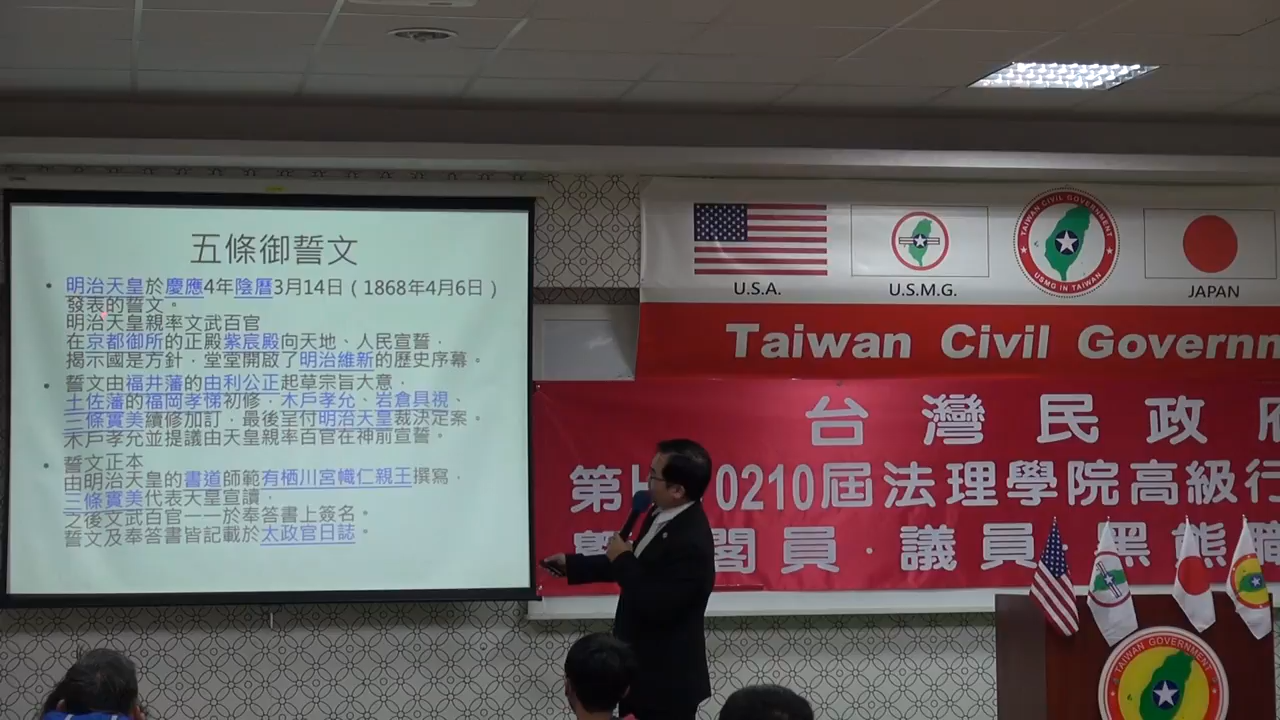 五條御誓文
• 明治天皇於慶應4年陰曆3月14日（1868年4月6日）
發表的誓文。
明治天皇親率文武百官
在京都御所的正殿紫宸殿向天地、人民宣誓，
揭示國是方針，堂堂開啟了明治維新的歷史序幕。
• 誓文由福井藩的由利公正起草宗旨大意，
土佐藩的福岡孝悌初修，木戶孝允、岩倉具視、
三條實美續修加訂，最後呈付明治天皇裁決定案。
木戶孝允並提議由天皇親率百官在神前宣誓。
• 誓文正本
由明治天皇的書道師範有栖川宮幟仁親王撰寫，
三條實美代表天皇宣讀，
之後文武百官一一於奉答書上簽名。
誓文及奉答書皆記載於太政官日誌。
U.S.A.
U.S.M.G.
TAIWAN CIVIL GOVERNMENT
USMG IN TAIWAN
JAPAN
Taiwan Civil Governm
台灣民政府
第 0210屆法理學院高級行
閣員．議員．黑熊
TAIWAN GOVERNMENT